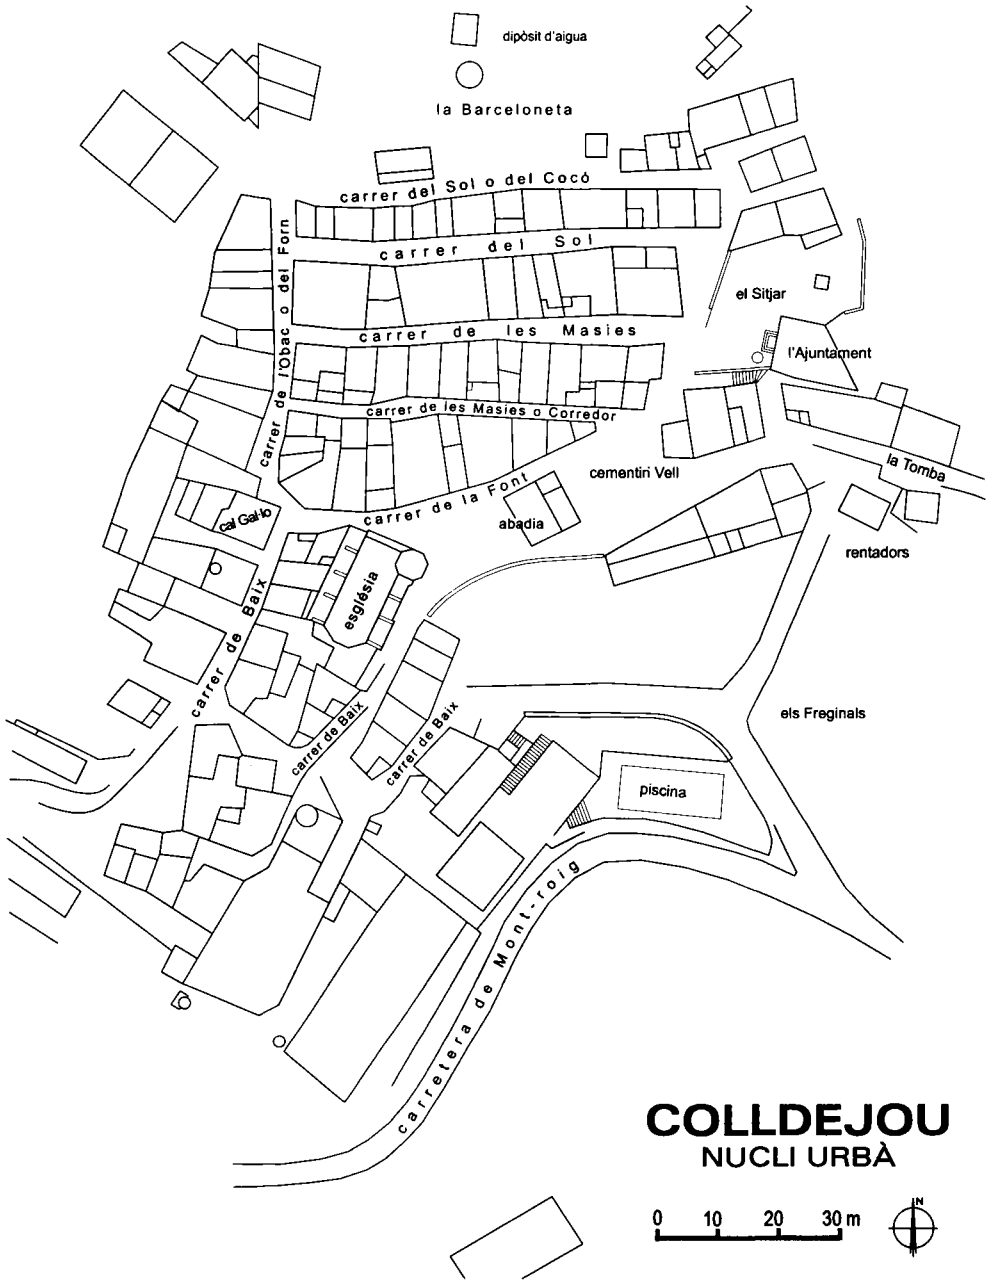 dipòsit d'aigua
la Barceloneta
carrer del Sol o del Cocó
carrer del Sol
carrer de l'Obac o del Forn
el Sitjar
carrer de les Masies
l'Ajuntament
carrer de les Masies o Corredor
la Tomba
cementiri Vell
carrer de la Font
abadia
cal Gal·lo
rentadors
església
carrer de Baix
carrer de Baix
carrer de Baix
els Freginals
piscina
carretera de Mont-roig
COLLDEJOU
NUCLI URBÀ
0 10 20 30 m
N